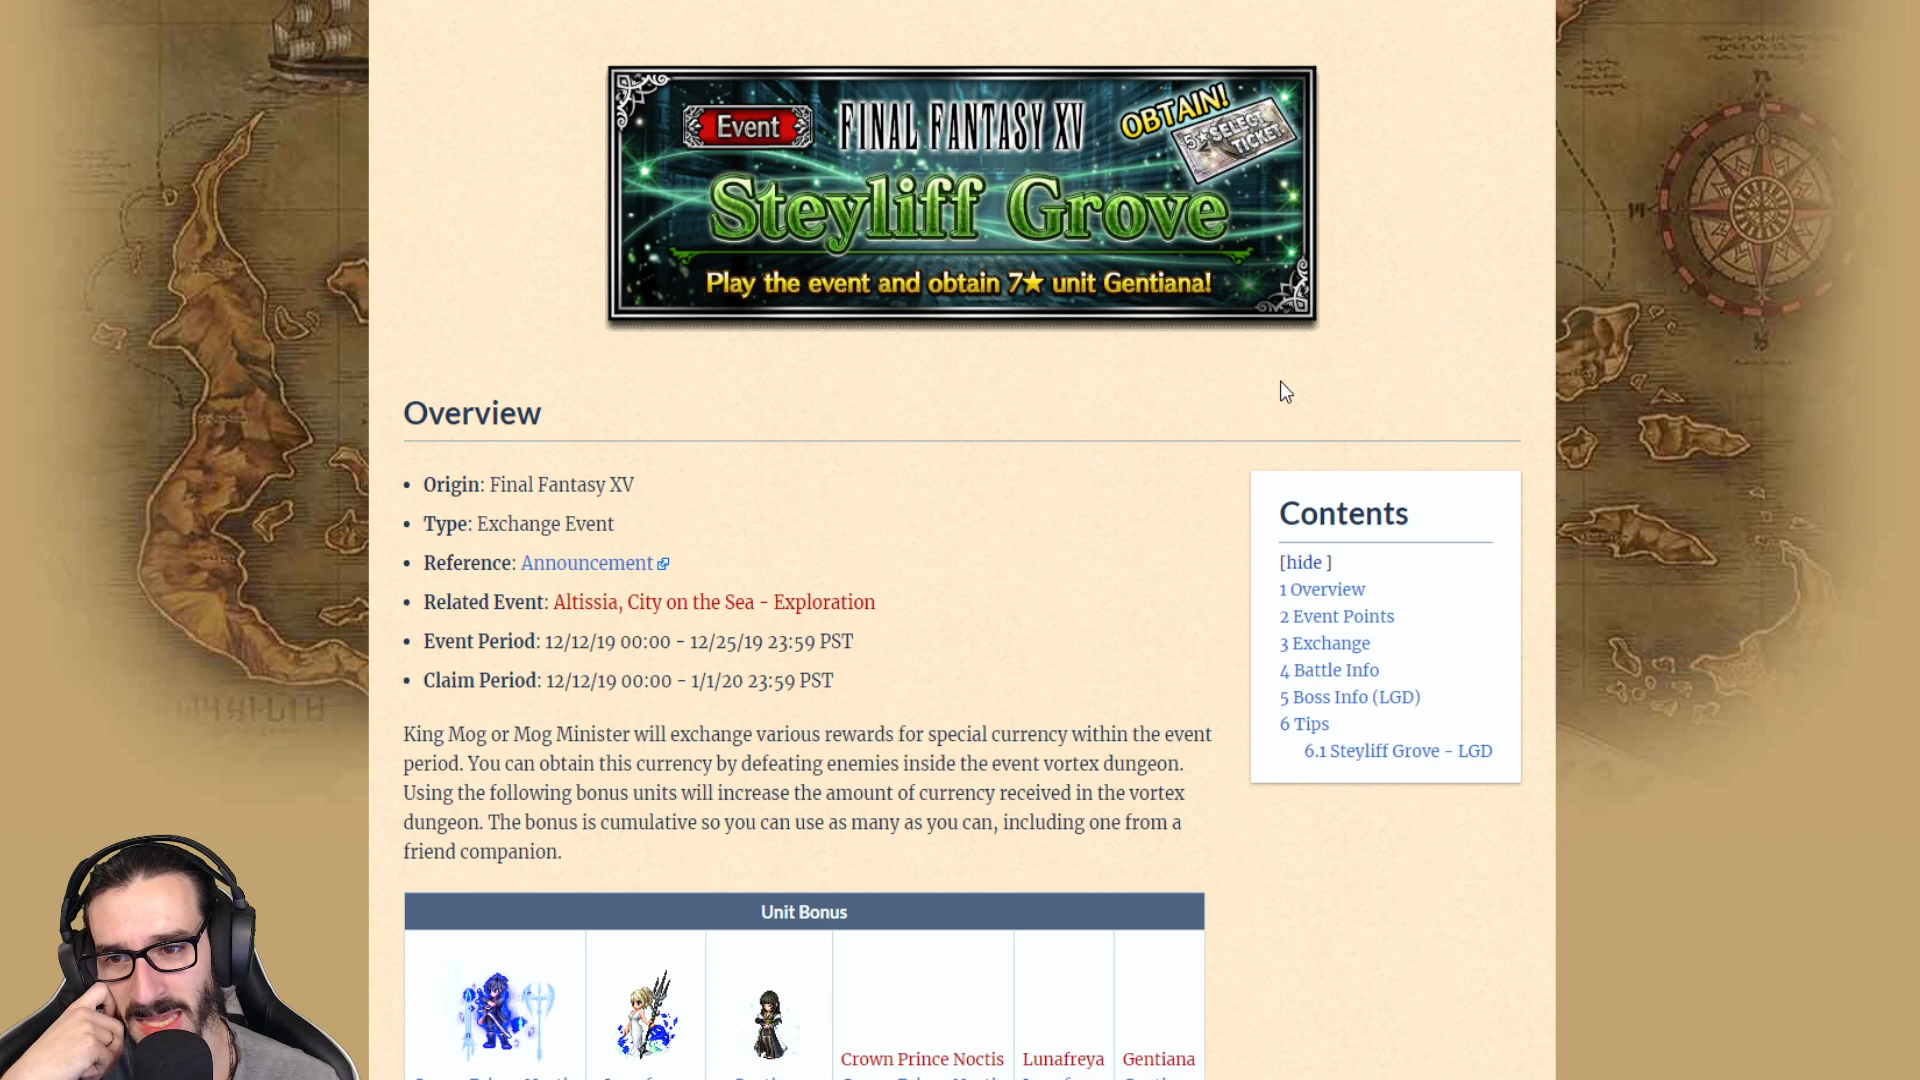 Event
FINAL FANTASY XV
OBTAIN!
5★SELECT
TICKET
Steyliff Grove
Play the event and obtain 7★ unit Gentiana!
Overview
• Origin: Final Fantasy XV
• Type: Exchange Event
• Reference: Announcement
• Related Event: Altissia, City on the Sea - Exploration
• Event Period: 12/12/19 00:00 - 12/25/19 23:59 PST
• Claim Period: 12/12/19 00:00 - 1/1/20 23:59 PST
King Mog or Mog Minister will exchange various rewards for special currency within the event
period. You can obtain this currency by defeating enemies inside the event vortex dungeon.
Using the following bonus units will increase the amount of currency received in the vortex
dungeon. The bonus is cumulative so you can use as many as you can, including one from a
friend companion.
Contents
[hide ]
1 Overview
2 Event Points
3 Exchange
4 Battle Info
5 Boss Info (LGD)
6 Tips
6.1 Steyliff Grove - LGD
Unit Bonus
Crown Prince Noctis
Lunafreya
Gentiana